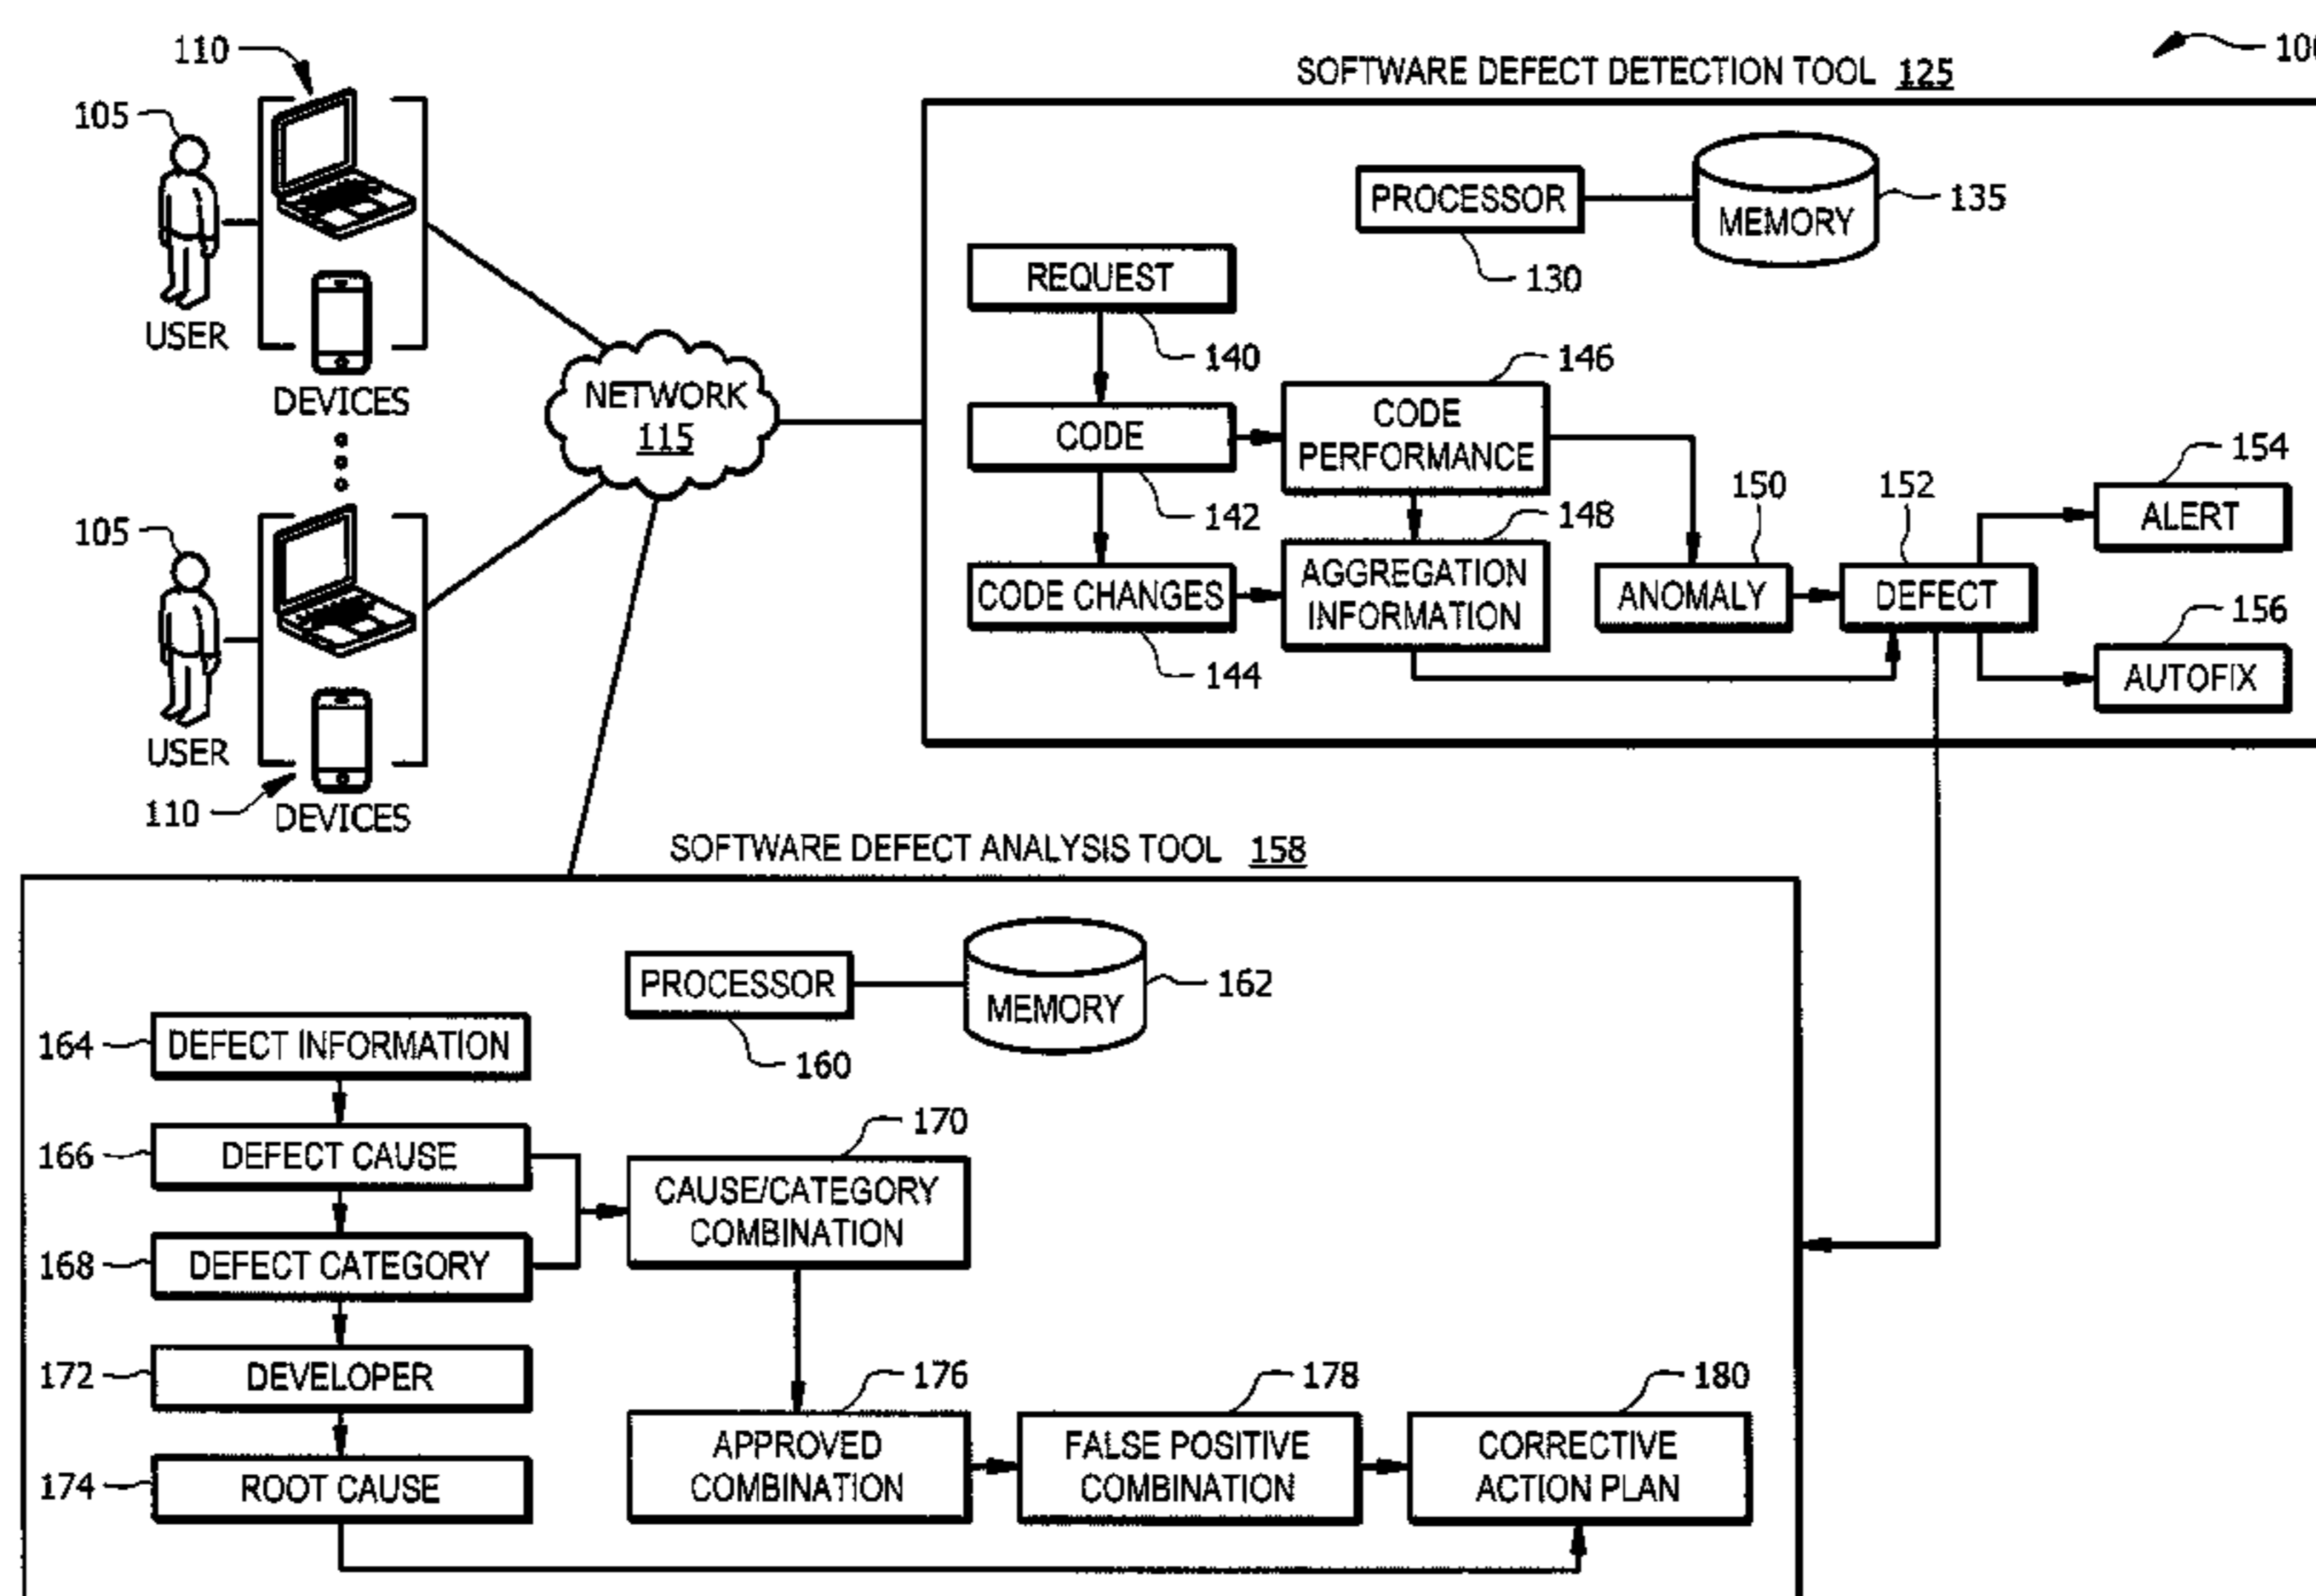 110
105
USER
DEVICES
105
USER
110
DEVICES
NETWORK
115
SOFTWARE DEFECT DETECTION TOOL 125
PROCESSOR
130
MEMORY
135
REQUEST
140
CODE
142
CODE CHANGES
144
CODE
PERFORMANCE
146
AGGREGATION
INFORMATION
148
150
ANOMALY
152
DEFECT
154
ALERT
156
AUTOFIX
SOFTWARE DEFECT ANALYSIS TOOL 158
PROCESSOR
160
MEMORY
162
164 DEFECT INFORMATION
166 DEFECT CAUSE
168 DEFECT CATEGORY
170
CAUSE/CATEGORY
COMBINATION
172 DEVELOPER
174 ROOT CAUSE
176
APPROVED
COMBINATION
178
FALSE POSITIVE
COMBINATION
180
CORRECTIVE
ACTION PLAN